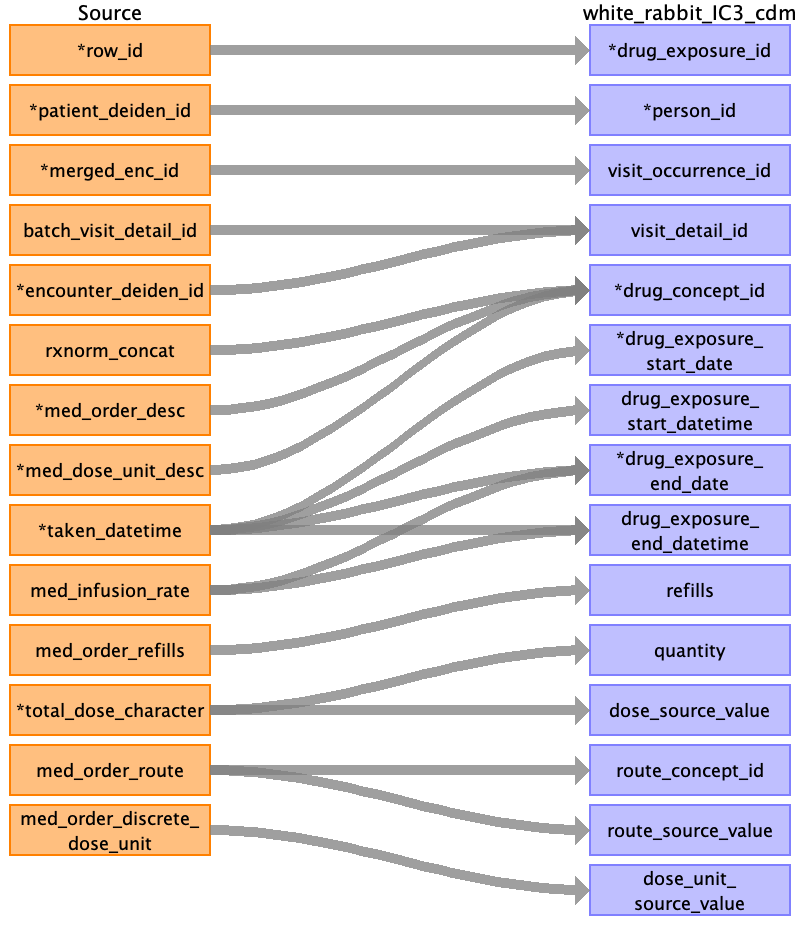 Source
white_rabbit_IC3_cdm
*row_id
*drug_exposure_id
*patient_deiden_id
*person_id
*merged_enc_id
visit_occurrence_id
batch_visit_detail_id
visit_detail_id
*encounter_deiden_id
*drug_concept_id
rxnorm_concat
*drug_exposure_
start_date
*med_order_desc
drug_exposure_
start_datetime
*med_dose_unit_desc
*drug_exposure_
end_date
*taken_datetime
drug_exposure_
end_datetime
med_infusion_rate
refills
med_order_refills
quantity
*total_dose_character
dose_source_value
med_order_route
route_concept_id
med_order_discrete_
dose_unit
route_source_value
dose_unit_
source_value